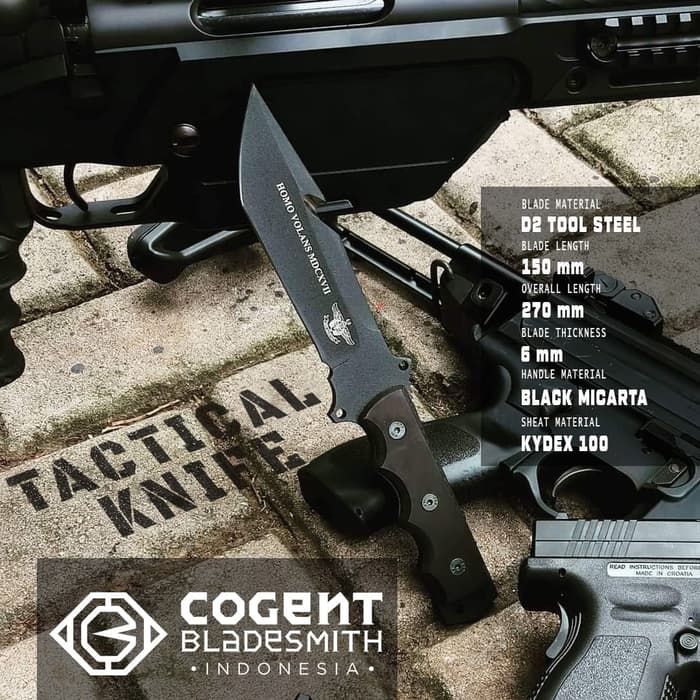 HOMO VOLANS MDCXVII
BLADE MATERIAL
D2 TOOL STEEL
BLADE LENGTH
150 mm
OVERALL LENGTH
270 mm
BLADE THICKNESS
6 mm
HANDLE MATERIAL
BLACK MICARTA
SHEAT MATERIAL
KYDEX 100
TACTICAL
KNIFE
READ INSTRUCTIONS BEFORE
MADE IN CROATIA
COGENT
BLADESMITH
• INDONESIA •